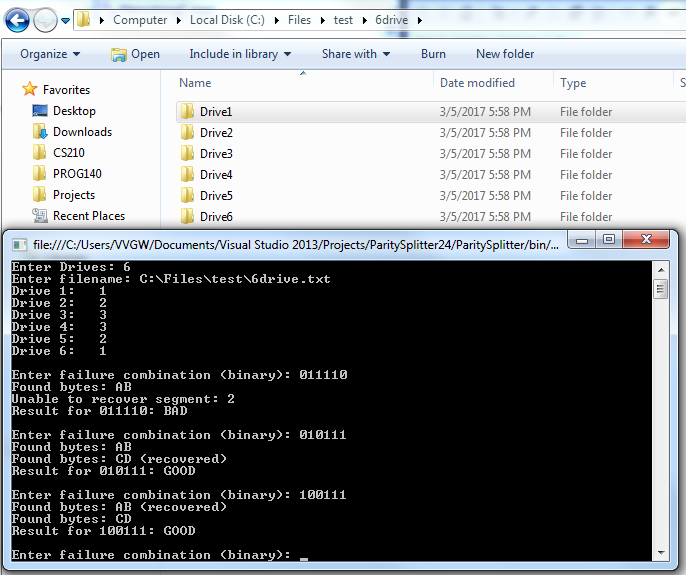 Computer ▸ Local Disk (C:) ▸ Files ▸ test ▸ 6drive ▸
Organize ▼ Open Include in library ▼ Share with ▼ Burn New folder
Favorites
Desktop
Downloads
CS210
PROG140
Projects
Recent Places
Name Date modified Type S
Drive1 3/5/2017 5:58 PM File folder
Drive2 3/5/2017 5:58 PM File folder
Drive3 3/5/2017 5:58 PM File folder
Drive4 3/5/2017 5:58 PM File folder
Drive5 3/5/2017 5:58 PM File folder
Drive6 3/5/2017 5:58 PM File folder
file:///C:/Users/VVGW/Documents/Visual Studio 2013/Projects/ParitySplitter24/ParitySplitter/bin/...
Enter Drives: 6
Enter filename: C:\Files\test\6drive.txt
Drive 1: 1
Drive 2: 2
Drive 3: 3
Drive 4: 3
Drive 5: 2
Drive 6: 1
Enter failure combination (binary): 011110
Found bytes: AB
Unable to recover segment: 2
Result for 011110: BAD
Enter failure combination (binary): 010111
Found bytes: AB
Found bytes: CD (recovered)
Result for 010111: GOOD
Enter failure combination (binary): 100111
Found bytes: AB (recovered)
Found bytes: CD
Result for 100111: GOOD
Enter failure combination (binary): _